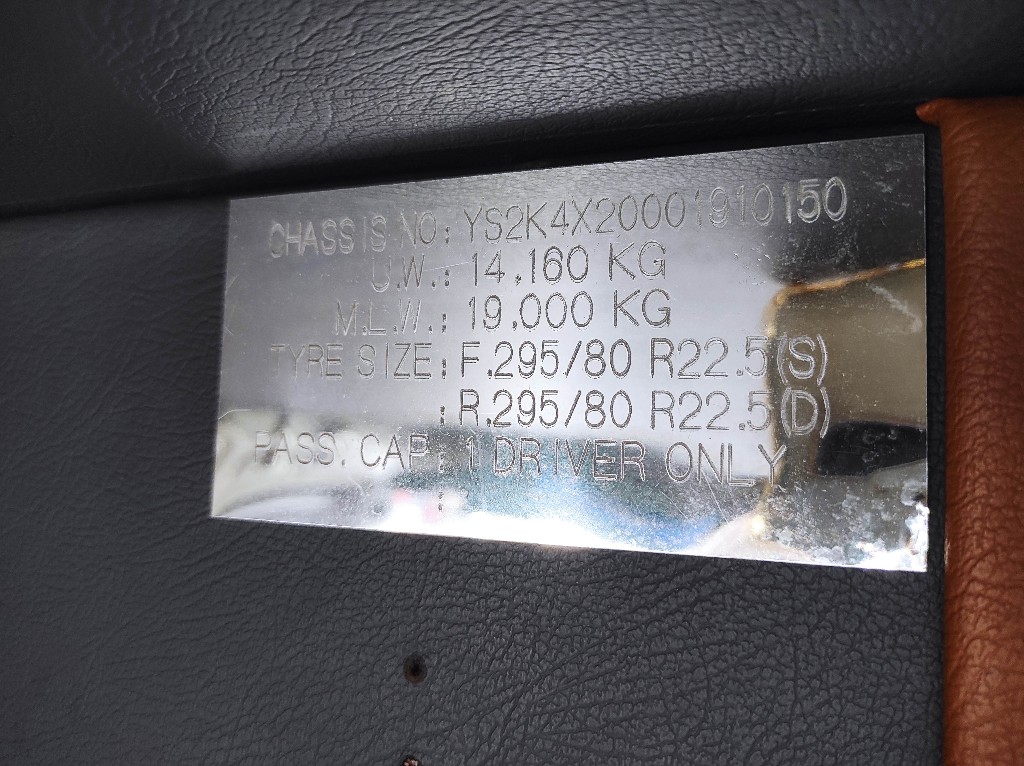 CHASSIS NO: YS2K4X20001910150
U.W.: 14,160 KG
M.L.W.: 19,000 KG
TYRE SIZE: F.295/80 R22.5(S)
: R.295/80 R22.5(D)
PASS. CAP: 1 DRIVER ONLY
: